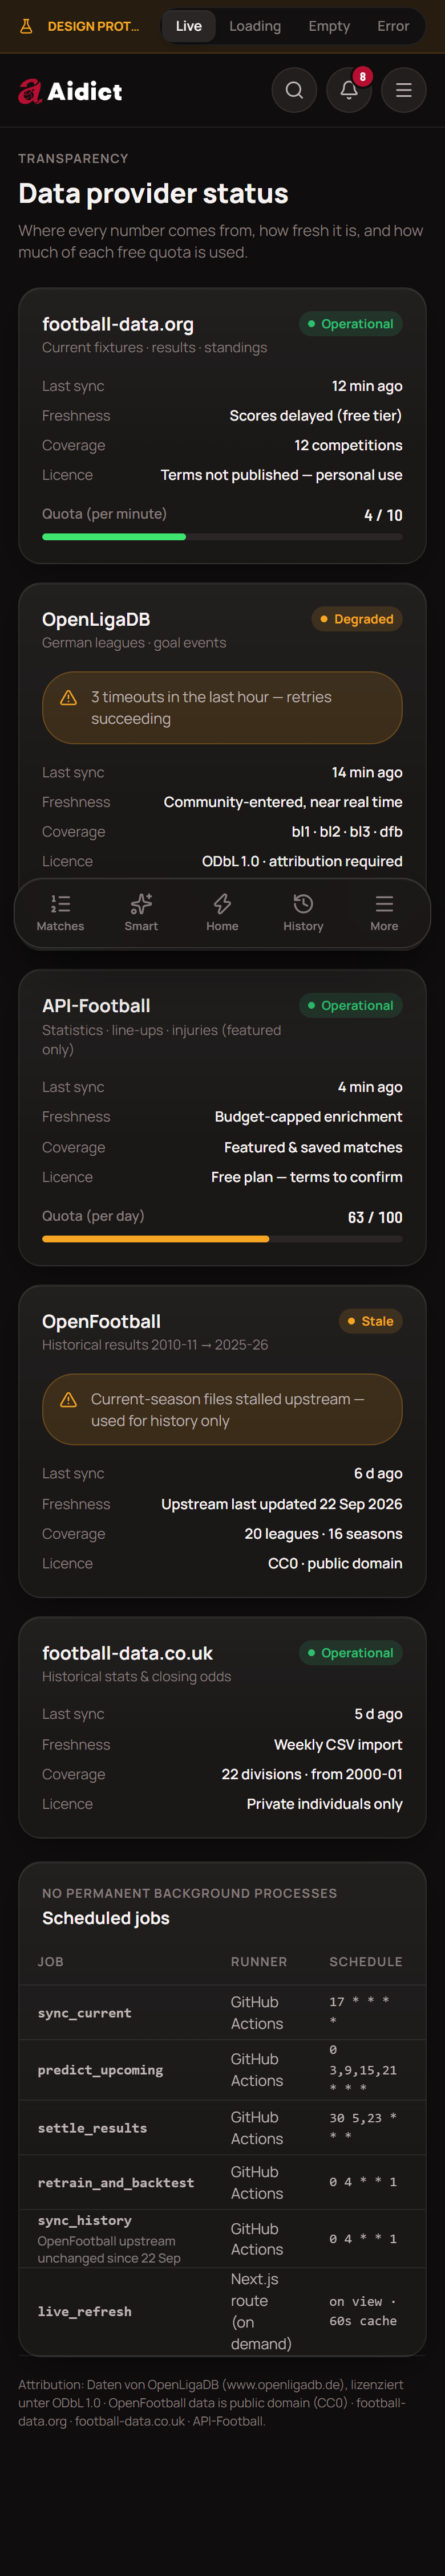 DESIGN PROT…
Live
Loading
Empty
Error
a Aidict
8
TRANSPARENCY
Data provider status
Where every number comes from, how fresh it is, and how
much of each free quota is used.
football-data.org
Operational
Current fixtures · results · standings
Last sync 12 min ago
Freshness Scores delayed (free tier)
Coverage 12 competitions
Licence Terms not published — personal use
Quota (per minute) 4 / 10
OpenLigaDB
Degraded
German leagues · goal events
3 timeouts in the last hour — retries
succeeding
Last sync 14 min ago
Freshness Community-entered, near real time
Coverage bl1 · bl2 · bl3 · dfb
Licence ODbL 1.0 · attribution required
Matches Smart Home History More
API-Football
Operational
Statistics · line-ups · injuries (featured
only)
Last sync 4 min ago
Freshness Budget-capped enrichment
Coverage Featured & saved matches
Licence Free plan — terms to confirm
Quota (per day) 63 / 100
OpenFootball
Stale
Historical results 2010-11 → 2025-26
Current-season files stalled upstream —
used for history only
Last sync 6 d ago
Freshness Upstream last updated 22 Sep 2026
Coverage 20 leagues · 16 seasons
Licence CC0 · public domain
football-data.co.uk
Operational
Historical stats & closing odds
Last sync 5 d ago
Freshness Weekly CSV import
Coverage 22 divisions · from 2000-01
Licence Private individuals only
NO PERMANENT BACKGROUND PROCESSES
Scheduled jobs
JOB RUNNER SCHEDULE
sync_current
GitHub
Actions
17 * * *
*
predict_upcoming
GitHub
Actions
0
3,9,15,21
* * *
settle_results
GitHub
Actions
30 5,23 *
* *
retrain_and_backtest
GitHub
Actions
0 4 * * 1
sync_history
OpenFootball upstream
unchanged since 22 Sep
GitHub
Actions
0 4 * * 1
live_refresh
Next.js
route
(on
demand)
on view ·
60s cache
Attribution: Daten von OpenLigaDB (www.openligadb.de), lizenziert
unter ODbL 1.0 · OpenFootball data is public domain (CC0) · football-
data.org · football-data.co.uk · API-Football.